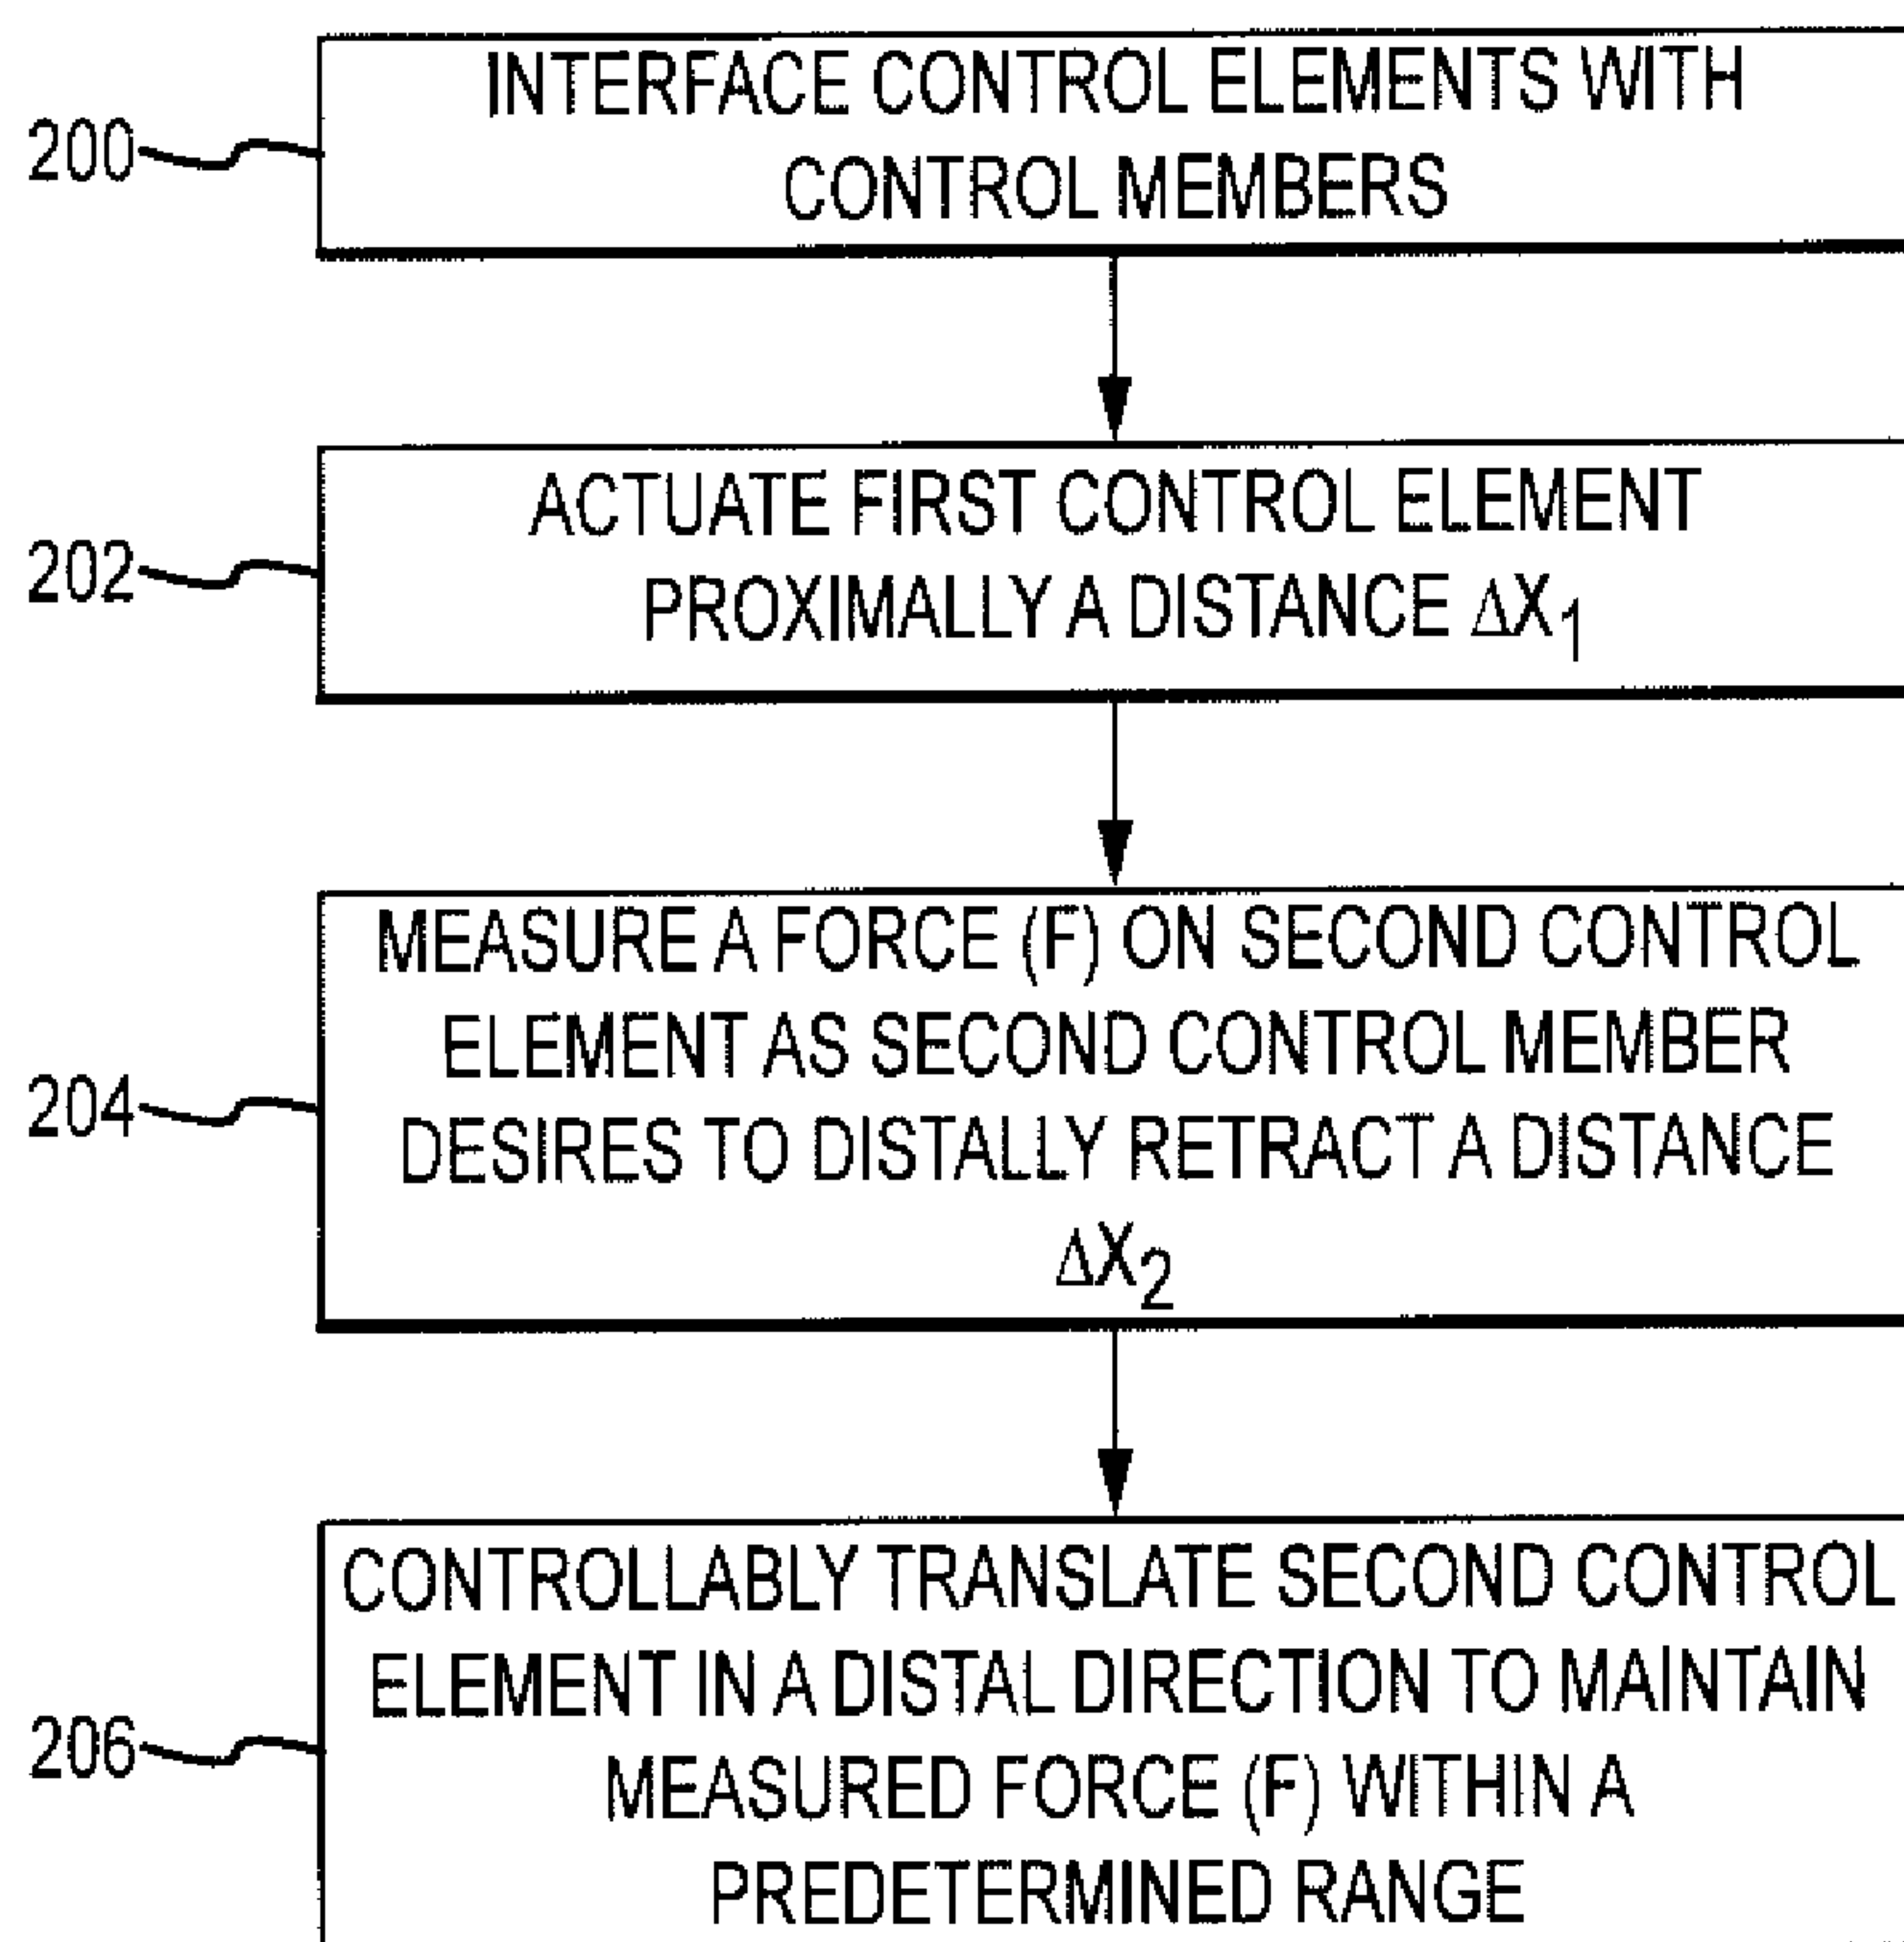 INTERFACE CONTROL ELEMENTS WITH
CONTROL MEMBERS
200
ACTUATE FIRST CONTROL ELEMENT
PROXIMALLY A DISTANCE ΔX₁
202
MEASURE A FORCE (F) ON SECOND CONTROL
ELEMENT AS SECOND CONTROL MEMBER
DESIRES TO DISTALLY RETRACT A DISTANCE
ΔX₂
204
CONTROLLABLY TRANSLATE SECOND CONTROL
ELEMENT IN A DISTAL DIRECTION TO MAINTAIN
MEASURED FORCE (F) WITHIN A
PREDETERMINED RANGE
206